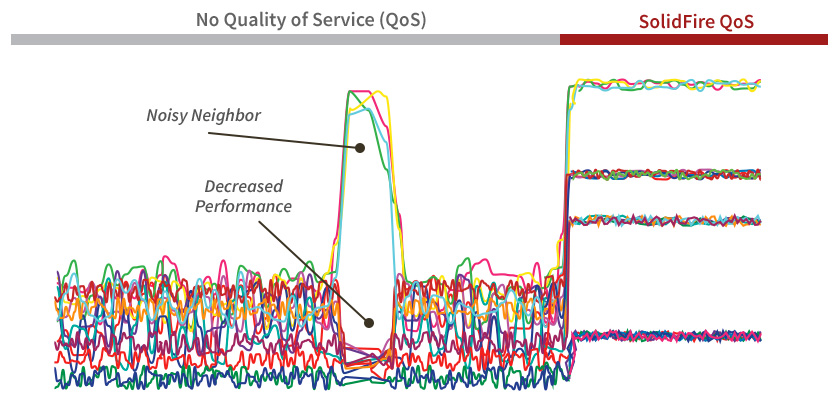 No Quality of Service (QoS)
SolidFire QoS
Noisy Neighbor
Decreased
Performance